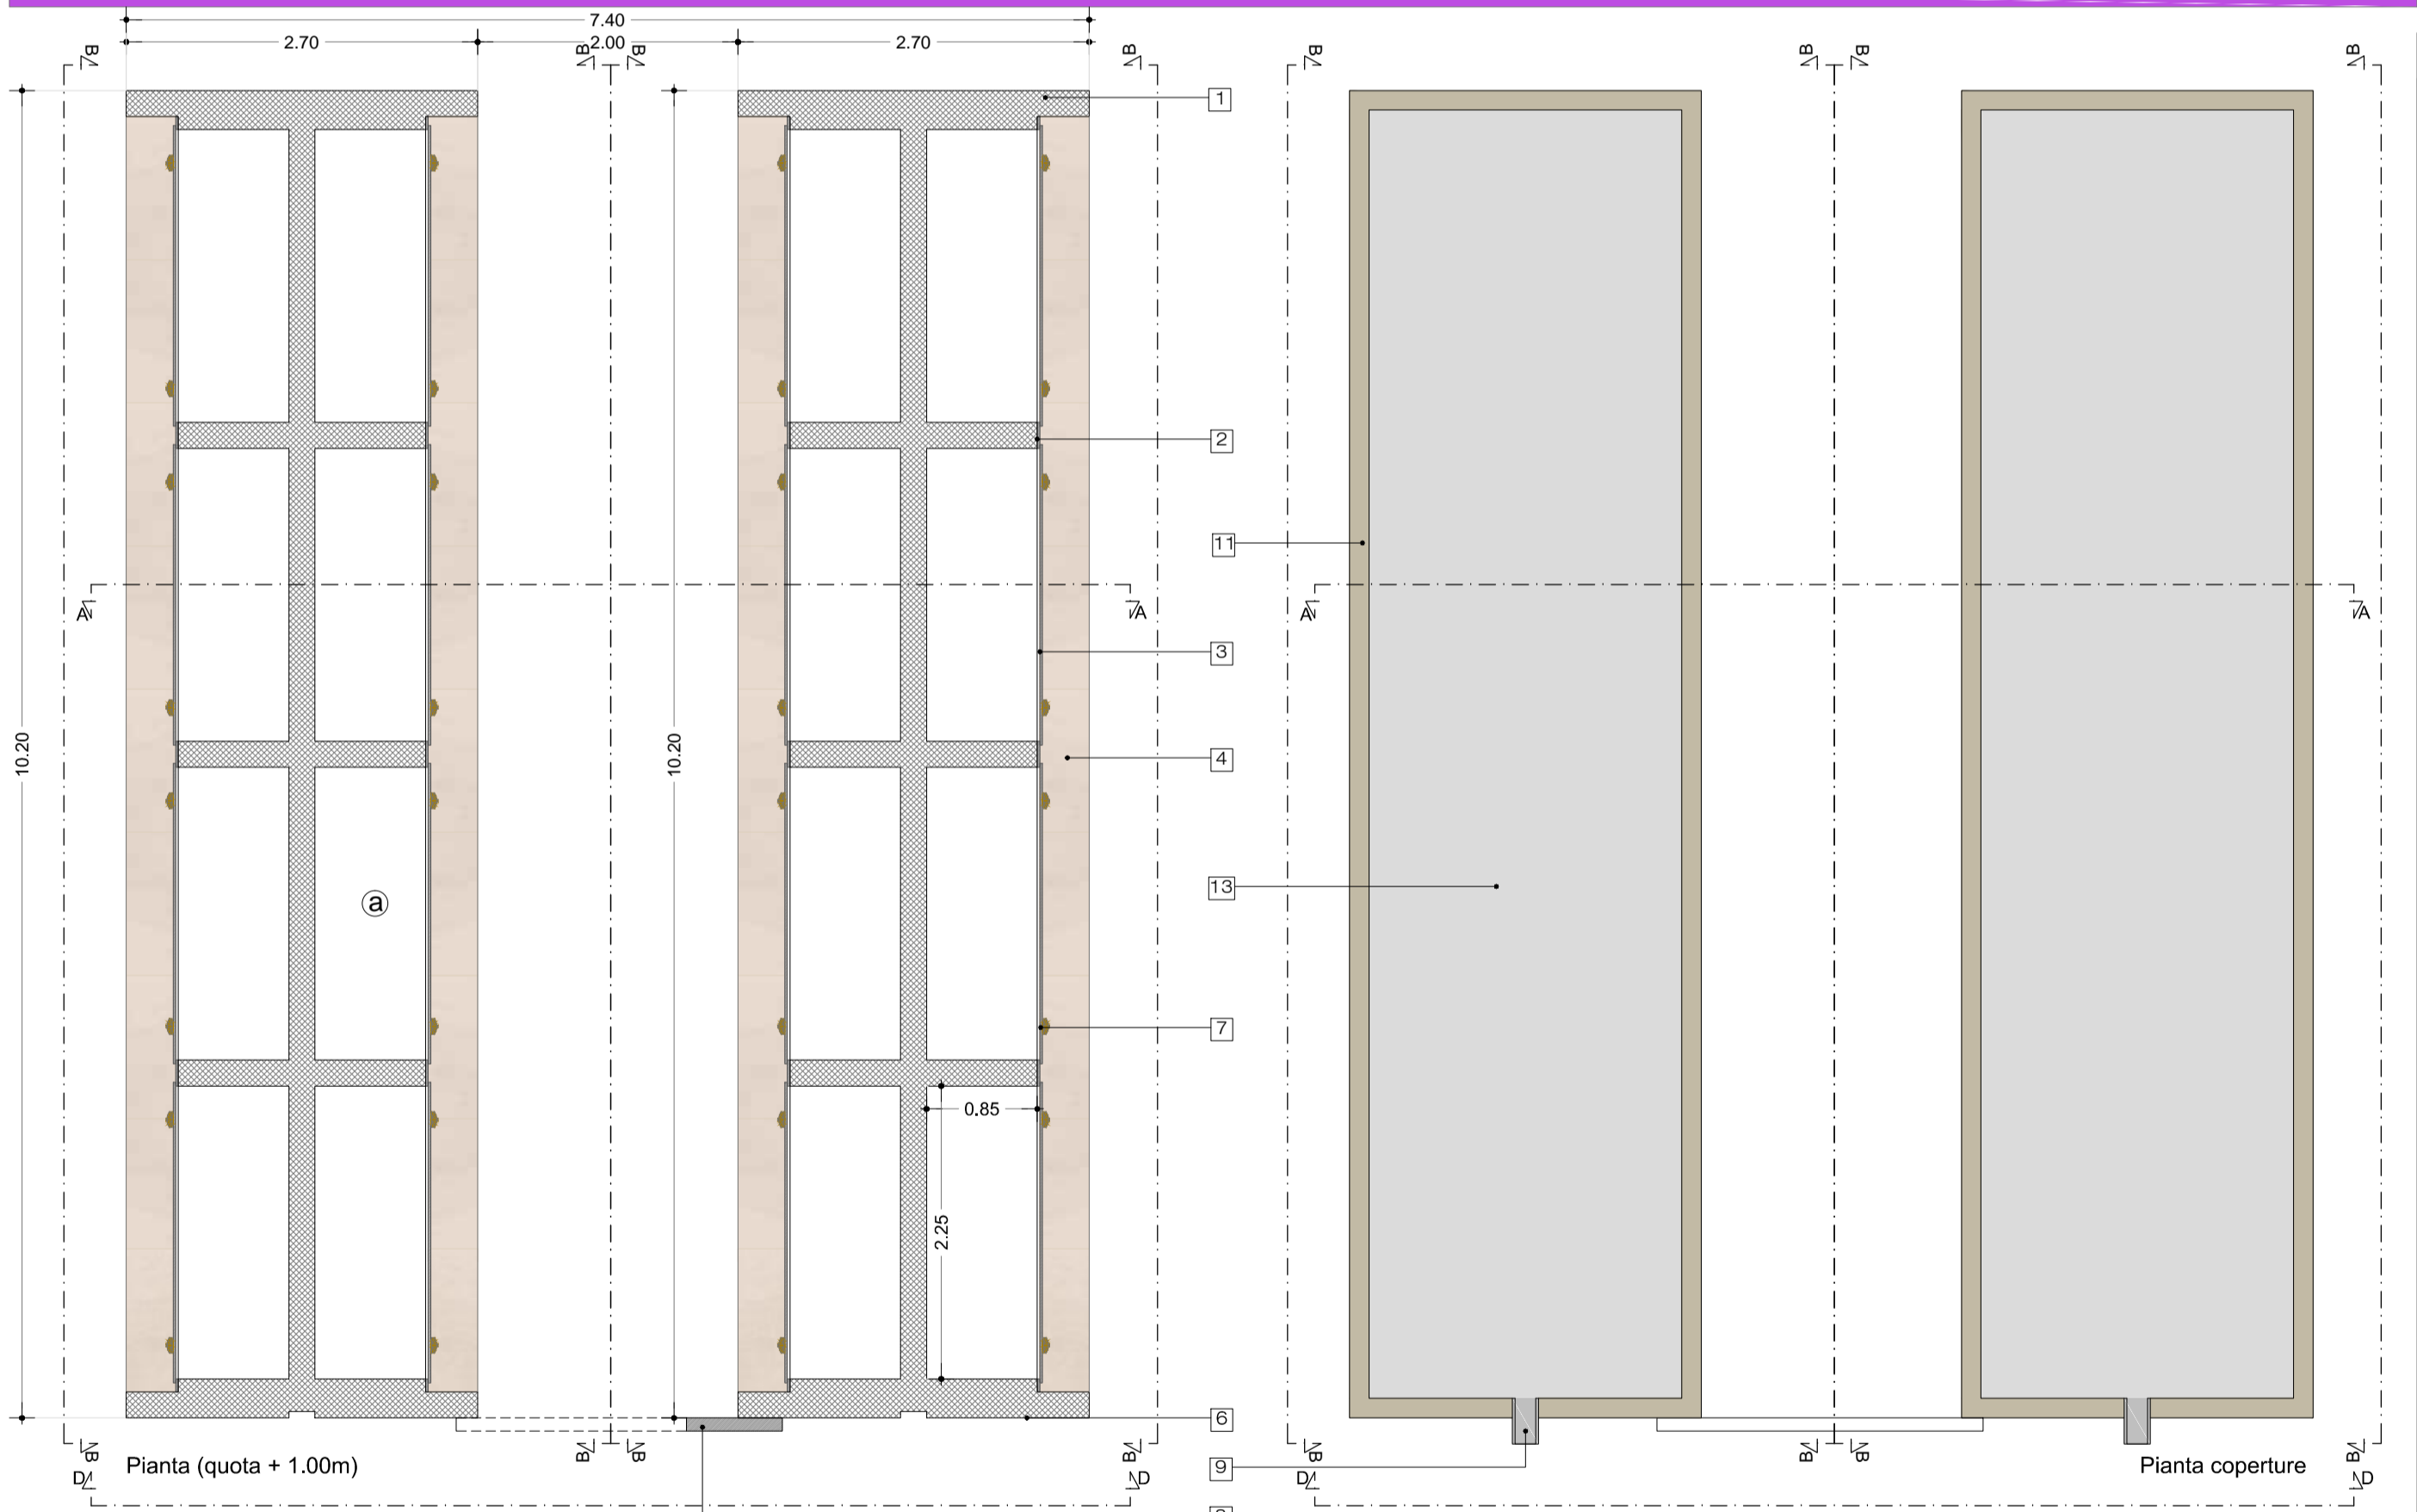 7.40
2.70 2.00 2.70
B B B B B B B B
1
2
11
A A A A
3
10.20 10.20
4
13
a
7
0.85
2.25
6
B B B B B B B B
Pianta (quota + 1.00m)
9
Pianta coperture
D D D D